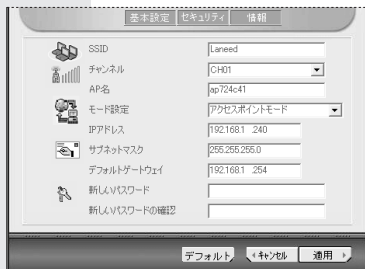 基本設定 セキュリティ 情報
SSID Laneed
チャンネル CH01
AP名 ap724c41
モード設定 アクセスポイントモード
IPアドレス 192.168.1 .240
サブネットマスク 255.255.255.0
デフォルトゲートウェイ 192.168.1 .254
新しいパスワード
新しいパスワードの確認
デフォルト キャンセル 適用